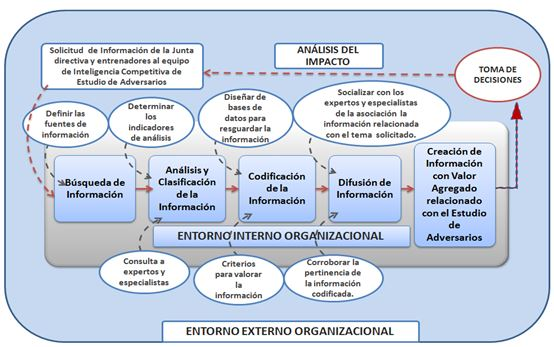 Solicitud de Información de la Junta
directiva y entrenadores al equipo
de Inteligencia Competitiva de
Estudio de Adversarios
ANÁLISIS DEL
IMPACTO
TOMA DE
DECISIONES
Definir las
fuentes de
información
Determinar
los
indicadores
de análisis
Diseñar de
bases de
datos para
resguardar la
información
Socializar con los
expertos y especialistas
de la asociación la
información relacionada
con el tema solicitado.
Búsqueda de
Información
Análisis y
Clasificación de
la Información
Codificación
de la
Información
Difusión de
Información
Creación de
Información
con Valor
Agregado
relacionado
con el Estudio
de
Adversarios
ENTORNO INTERNO ORGANIZACIONAL
Consulta a
expertos y
especialistas
Criterios
para valorar
la
información
Corroborar la
pertinencia de
la información
codificada.
ENTORNO EXTERNO ORGANIZACIONAL